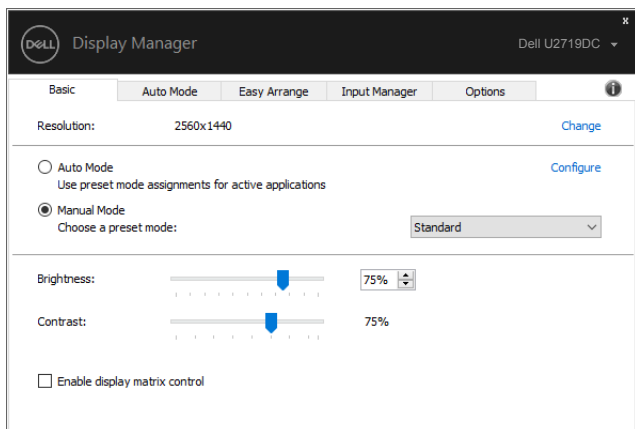 x
DELL Display Manager Dell U2719DC
Basic Auto Mode Easy Arrange Input Manager Options i
Resolution: 2560x1440 Change
Auto Mode Configure
Use preset mode assignments for active applications
Manual Mode
Choose a preset mode: Standard
Brightness: 75%
Contrast: 75%
Enable display matrix control